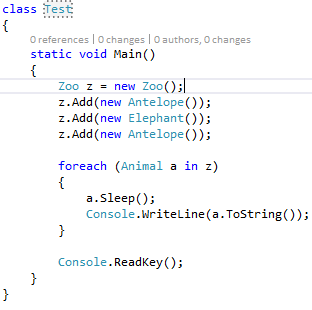 class Test
{
0 references | 0 changes | 0 authors, 0 changes
static void Main()
{
Zoo z = new Zoo();
z.Add(new Antelope());
z.Add(new Elephant());
z.Add(new Antelope());
foreach (Animal a in z)
{
a.Sleep();
Console.WriteLine(a.ToString());
}
Console.ReadKey();
}
}